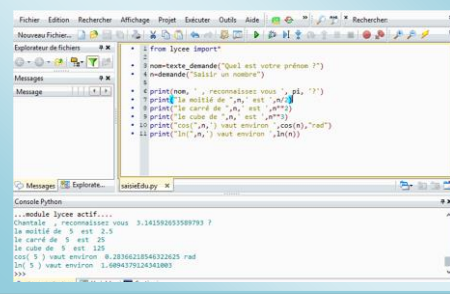 Fichier Edition Rechercher Affichage Projet Exécuter Outils Aide Rechercher:
Nouveau Fichier...
Explorateur de fichiers
Messages
Message
1 from lycee import*
2
3 nom=texte_demande("Quel est votre prénom ?")
4 n=demande("Saisir un nombre")
5
6 print(nom, ' , reconnaissez vous ', pi, '?')
7 print("le moitié de ",n,' est ',n/2)
8 print("le carré de ",n,' est ',n**2)
9 print("le cube de ",n,' est ',n**3)
10 print("cos(",n,') vaut environ ',cos(n),"rad")
11 print("ln(",n,') vaut environ ',ln(n))
Messages Explorate... saisieEdu.py
Console Python
...module lycee actif....
Chantale , reconnaissez vous 3.141592653589793 ?
la moitié de 5 est 2.5
le carré de 5 est 25
le cube de 5 est 125
cos( 5 ) vaut environ 0.28366218546322625 rad
ln( 5 ) vaut environ 1.6094379124341003
>>>